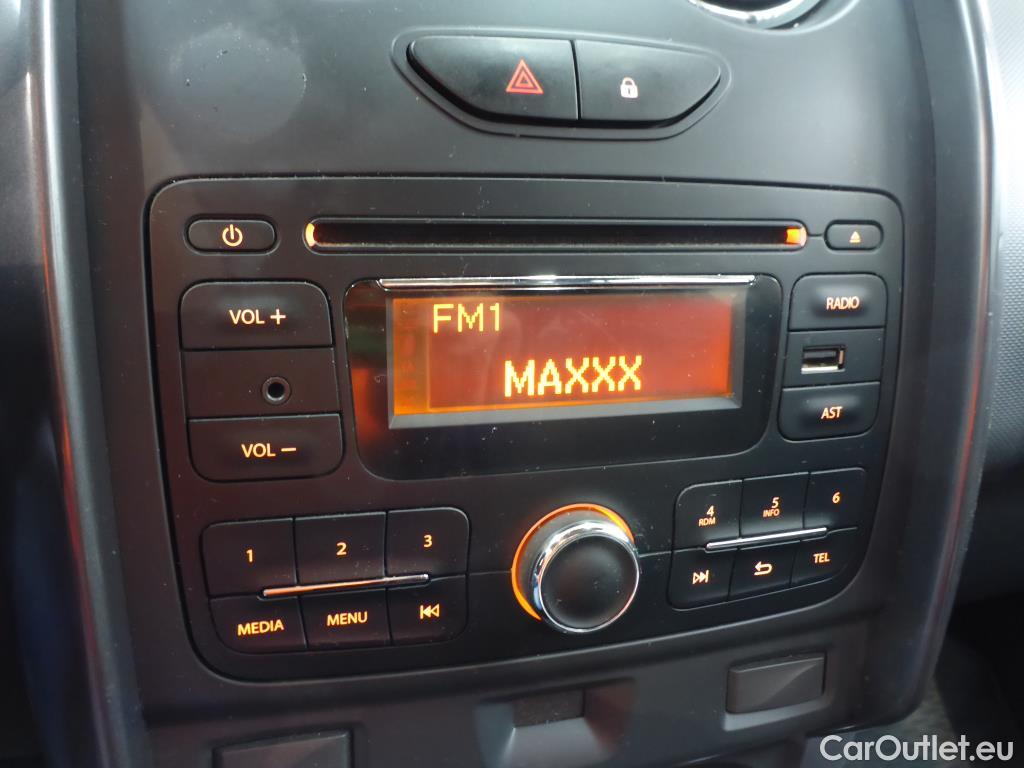 VOL +
FM1
MAXXX
VOL −
RADIO
AST
1 2 3
MEDIA MENU
4
RDM
5
INFO
6
TEL
CarOutlet.eu